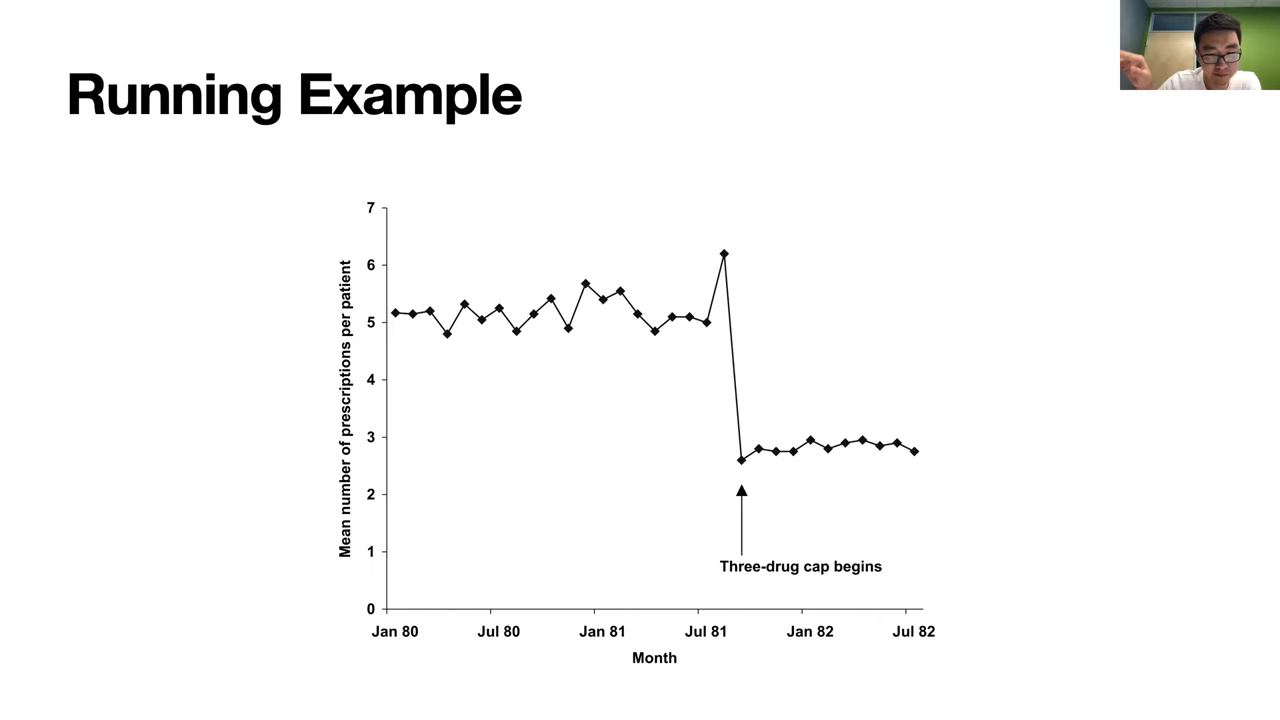 Running Example
7
6
5
4
3
2
1
0
Mean number of prescriptions per patient
Three-drug cap begins
Jan 80 Jul 80 Jan 81 Jul 81 Jan 82 Jul 82
Month